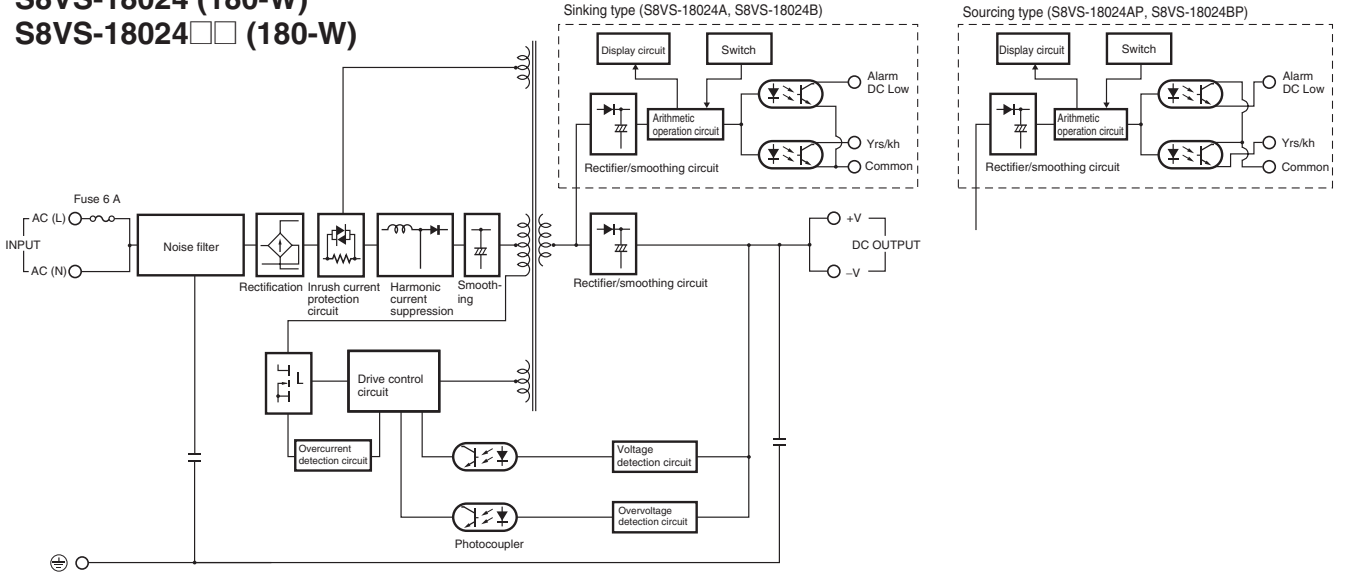 S8VS-18024 (180-W)
S8VS-18024□□ (180-W)
Sinking type (S8VS-18024A, S8VS-18024B)
Display circuit
Switch
Alarm
DC Low
Arithmetic
operation circuit
Yrs/kh
Rectifier/smoothing circuit
Common
Sourcing type (S8VS-18024AP, S8VS-18024BP)
Display circuit
Switch
Alarm
DC Low
Arithmetic
operation circuit
Yrs/kh
Rectifier/smoothing circuit
Common
Fuse 6 A
AC (L)
INPUT
AC (N)
Noise filter
Rectification
Inrush current
protection
circuit
Harmonic
current
suppression
Smooth-
ing
Rectifier/smoothing circuit
+V
DC OUTPUT
–V
Drive control
circuit
Overcurrent
detection circuit
Voltage
detection circuit
Overvoltage
detection circuit
Photocoupler